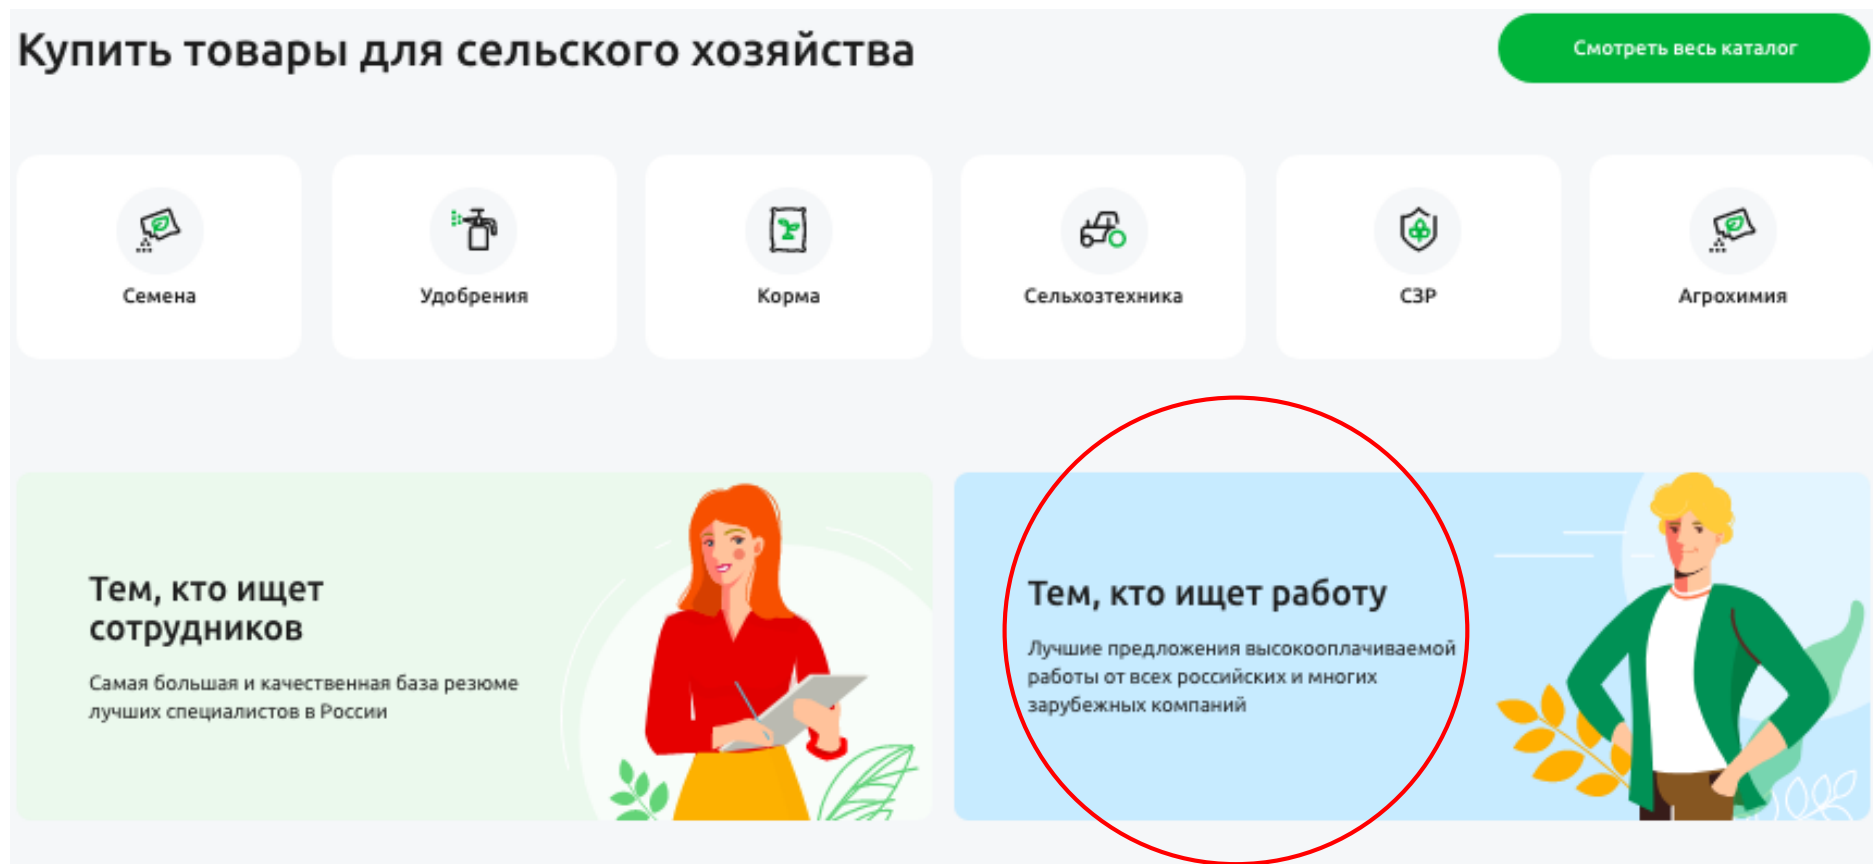 Купить товары для сельского хозяйства
Смотреть весь каталог
Семена
Удобрения
Корма
Сельхозтехника
СЗР
Агрохимия
Тем, кто ищет
сотрудников
Самая большая и качественная база резюме
лучших специалистов в России
Тем, кто ищет работу
Лучшие предложения высокооплачиваемой
работы от всех российских и многих
зарубежных компаний